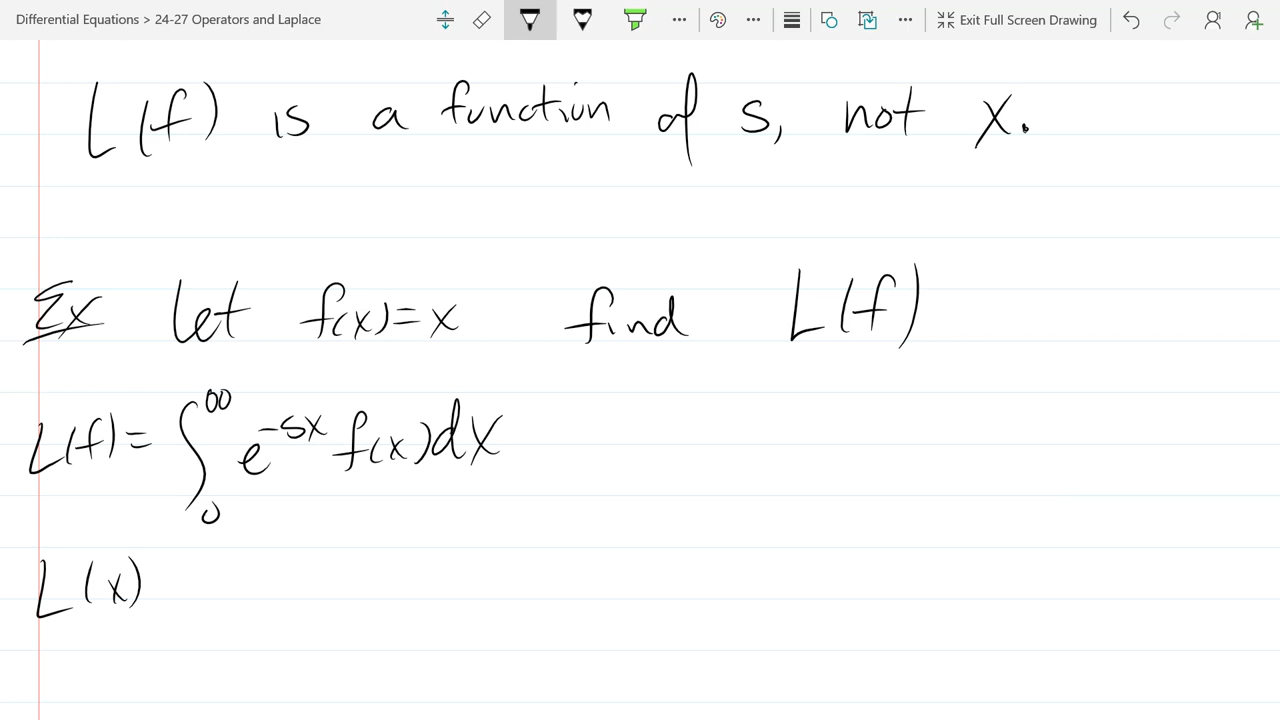 Differential Equations > 24-27 Operators and Laplace
Exit Full Screen Drawing
L(f) is a function of s, not x.
Ex let f(x)=x find L(f)
L(f)= ∫₀^∞ e^{-sx} f(x)dx
L(x)